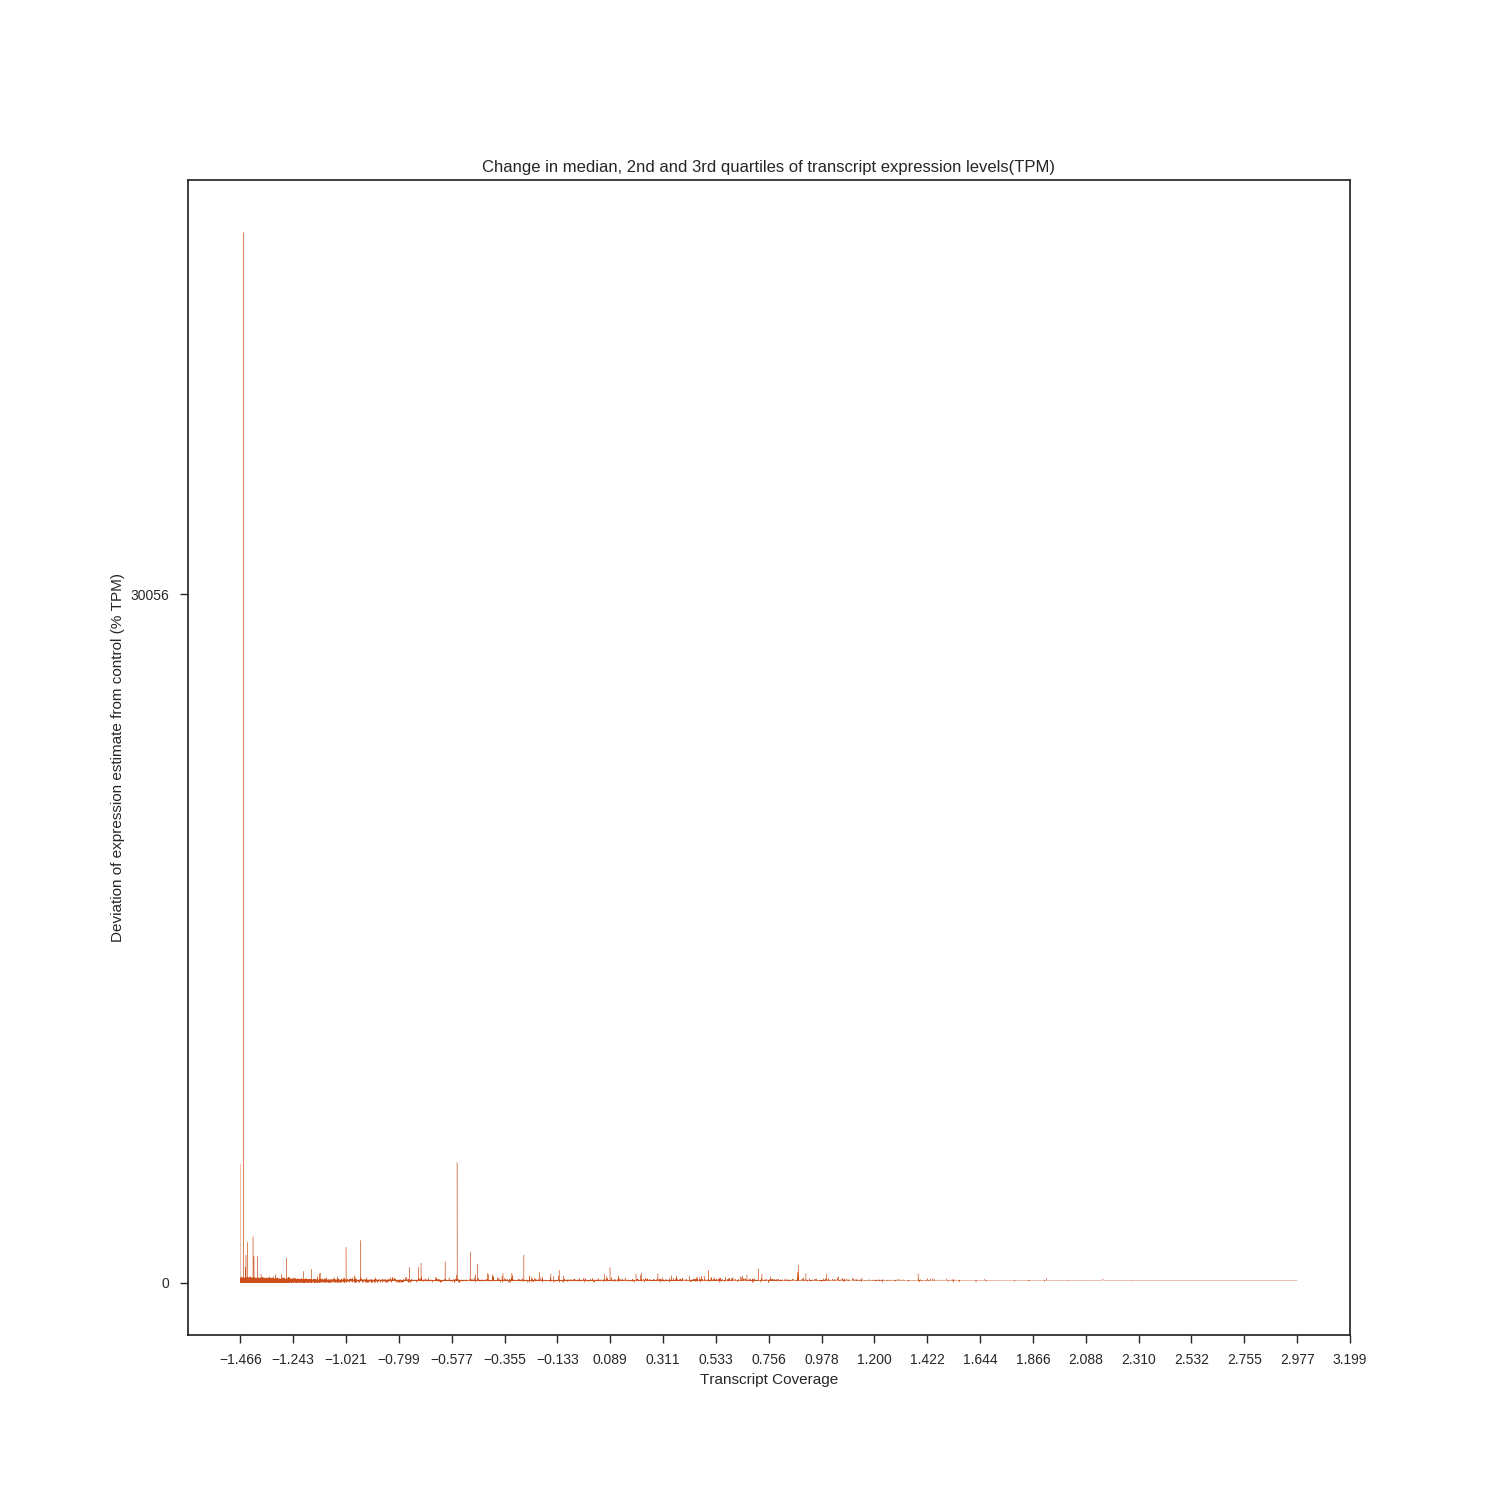 Change in median, 2nd and 3rd quartiles of transcript expression levels(TPM)
Deviation of expression estimate from control (% TPM)
30056
0
−1.466 −1.243 −1.021 −0.799 −0.577 −0.355 −0.133 0.089 0.311 0.533 0.756 0.978 1.200 1.422 1.644 1.866 2.088 2.310 2.532 2.755 2.977 3.199
Transcript Coverage